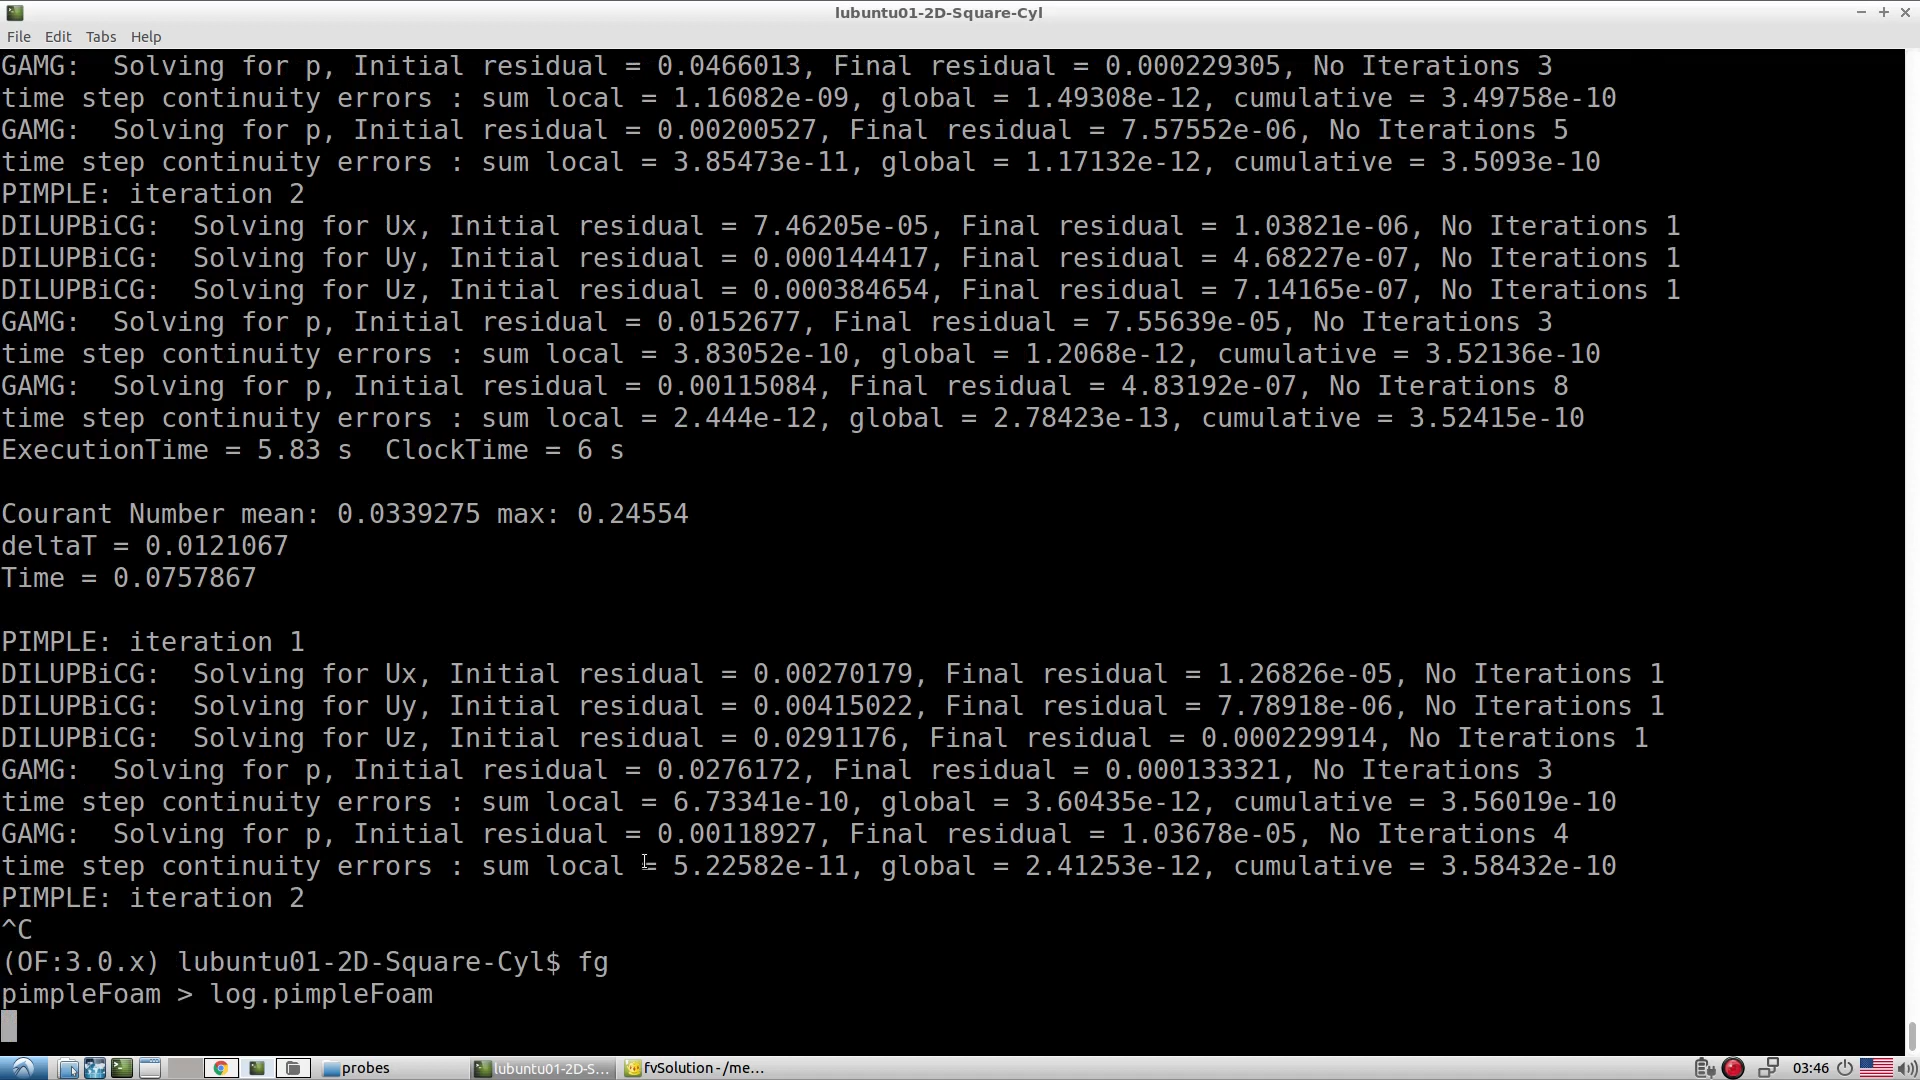 lubuntu01-2D-Square-Cyl
File Edit Tabs Help
GAMG:  Solving for p, Initial residual = 0.0466013, Final residual = 0.000229305, No Iterations 3
time step continuity errors : sum local = 1.16082e-09, global = 1.49308e-12, cumulative = 3.49758e-10
GAMG:  Solving for p, Initial residual = 0.00200527, Final residual = 7.57552e-06, No Iterations 5
time step continuity errors : sum local = 3.85473e-11, global = 1.17132e-12, cumulative = 3.5093e-10
PIMPLE: iteration 2
DILUPBiCG:  Solving for Ux, Initial residual = 7.46205e-05, Final residual = 1.03821e-06, No Iterations 1
DILUPBiCG:  Solving for Uy, Initial residual = 0.000144417, Final residual = 4.68227e-07, No Iterations 1
DILUPBiCG:  Solving for Uz, Initial residual = 0.000384654, Final residual = 7.14165e-07, No Iterations 1
GAMG:  Solving for p, Initial residual = 0.0152677, Final residual = 7.55639e-05, No Iterations 3
time step continuity errors : sum local = 3.83052e-10, global = 1.2068e-12, cumulative = 3.52136e-10
GAMG:  Solving for p, Initial residual = 0.00115084, Final residual = 4.83192e-07, No Iterations 8
time step continuity errors : sum local = 2.444e-12, global = 2.78423e-13, cumulative = 3.52415e-10
ExecutionTime = 5.83 s  ClockTime = 6 s
Courant Number mean: 0.0339275 max: 0.24554
deltaT = 0.0121067
Time = 0.0757867
PIMPLE: iteration 1
DILUPBiCG:  Solving for Ux, Initial residual = 0.00270179, Final residual = 1.26826e-05, No Iterations 1
DILUPBiCG:  Solving for Uy, Initial residual = 0.00415022, Final residual = 7.78918e-06, No Iterations 1
DILUPBiCG:  Solving for Uz, Initial residual = 0.0291176, Final residual = 0.000229914, No Iterations 1
GAMG:  Solving for p, Initial residual = 0.0276172, Final residual = 0.000133321, No Iterations 3
time step continuity errors : sum local = 6.73341e-10, global = 3.60435e-12, cumulative = 3.56019e-10
GAMG:  Solving for p, Initial residual = 0.00118927, Final residual = 1.03678e-05, No Iterations 4
time step continuity errors : sum local = 5.22582e-11, global = 2.41253e-12, cumulative = 3.58432e-10
PIMPLE: iteration 2
^C
(OF:3.0.x) lubuntu01-2D-Square-Cyl$ fg
pimpleFoam > log.pimpleFoam
probes lubuntu01-2D-S... fvSolution - /me... 03:46